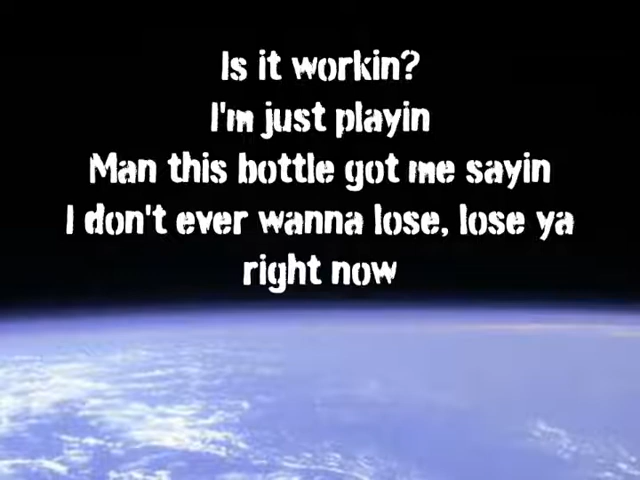 Is it workin?
I'm just playin
Man this bottle got me sayin
I don't ever wanna lose, lose ya
right now